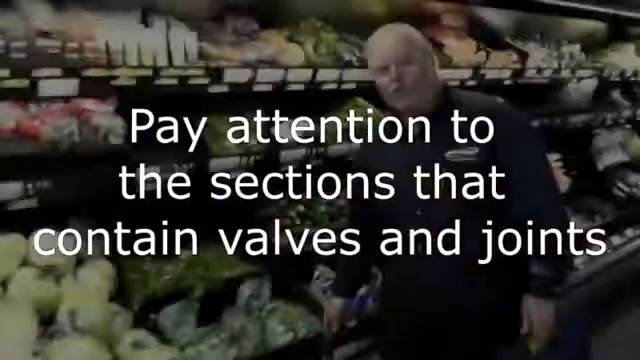 Pay attention to
the sections that
contain valves and joints